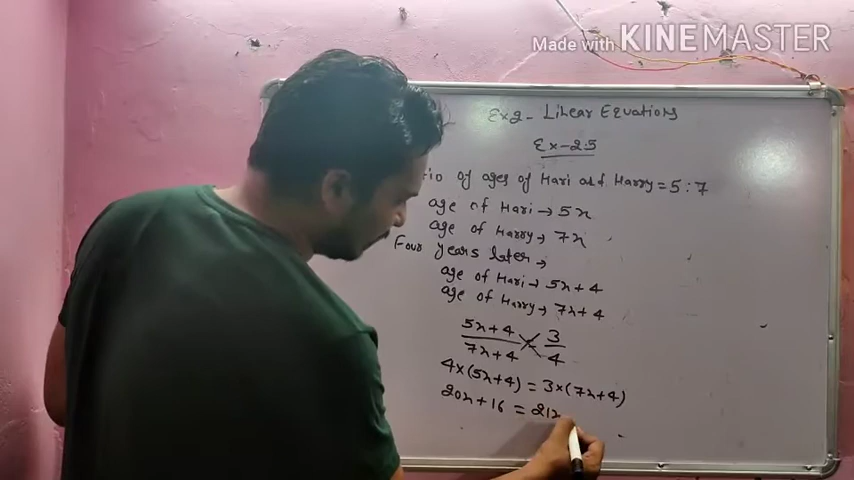 Made with KINEMASTER
Ex2- Linear Equations
Ex-2.5
of ages of Hari and Harry = 5:7
age of Hari → 5x
age of Harry → 7x
Four years later →
age of Hari → 5x+4
age of Harry → 7x+4
5x+4 / 7x+4 = 3/4
4×(5x+4) = 3×(7x+4)
20x+16 = 21x